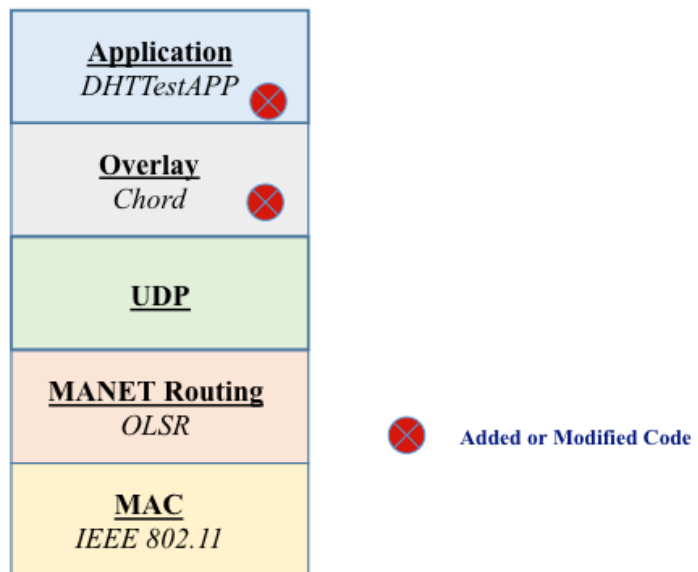 Application
DHTTestAPP
Overlay
Chord
UDP
MANET Routing
OLSR
MAC
IEEE 802.11
Added or Modified Code